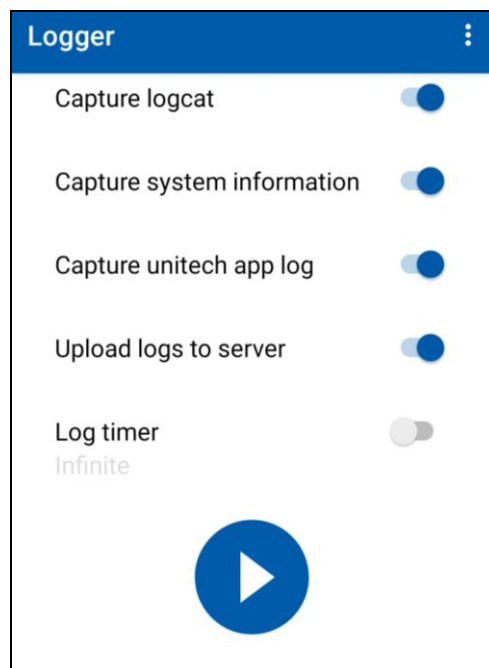 Logger
Capture logcat
Capture system information
Capture unitech app log
Upload logs to server
Log timer
Infinite